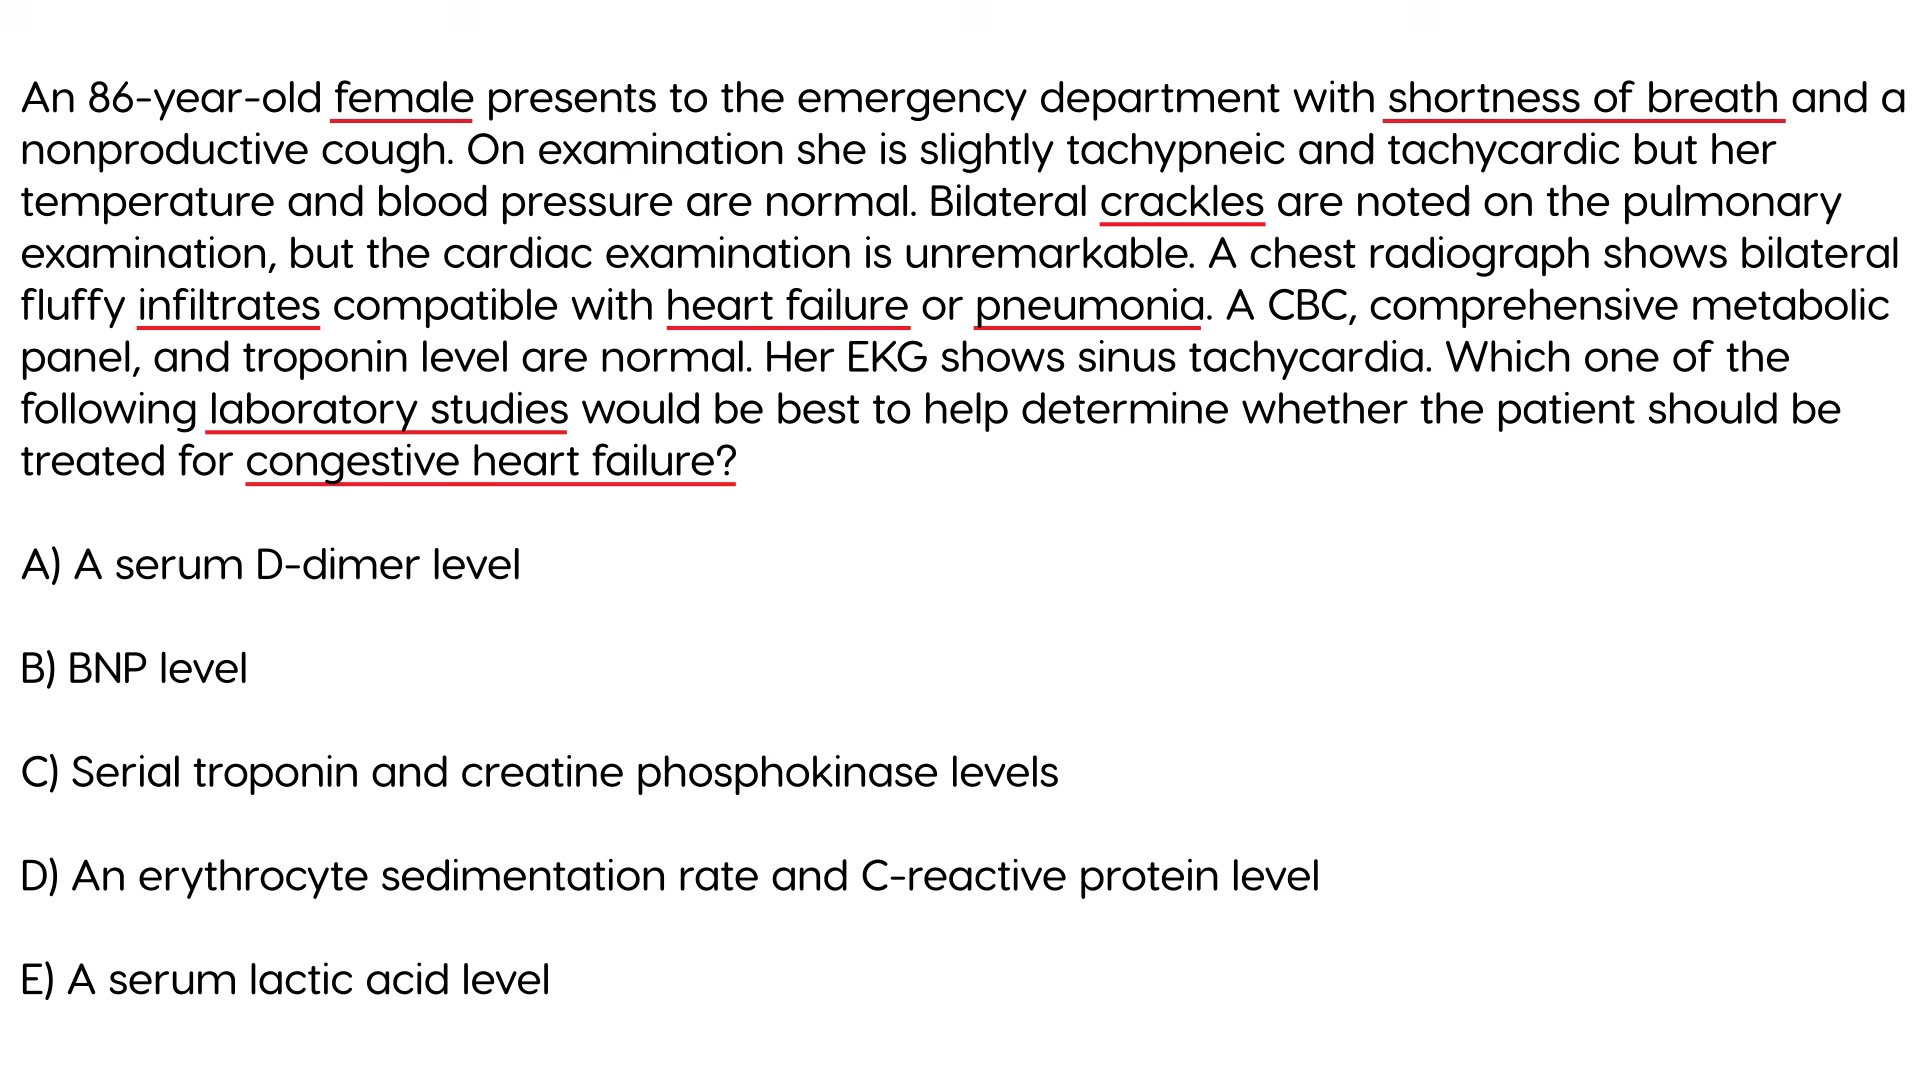 An 86-year-old female presents to the emergency department with shortness of breath and a
nonproductive cough. On examination she is slightly tachypneic and tachycardic but her
temperature and blood pressure are normal. Bilateral crackles are noted on the pulmonary
examination, but the cardiac examination is unremarkable. A chest radiograph shows bilateral
fluffy infiltrates compatible with heart failure or pneumonia. A CBC, comprehensive metabolic
panel, and troponin level are normal. Her EKG shows sinus tachycardia. Which one of the
following laboratory studies would be best to help determine whether the patient should be
treated for congestive heart failure?
A) A serum D-dimer level
B) BNP level
C) Serial troponin and creatine phosphokinase levels
D) An erythrocyte sedimentation rate and C-reactive protein level
E) A serum lactic acid level